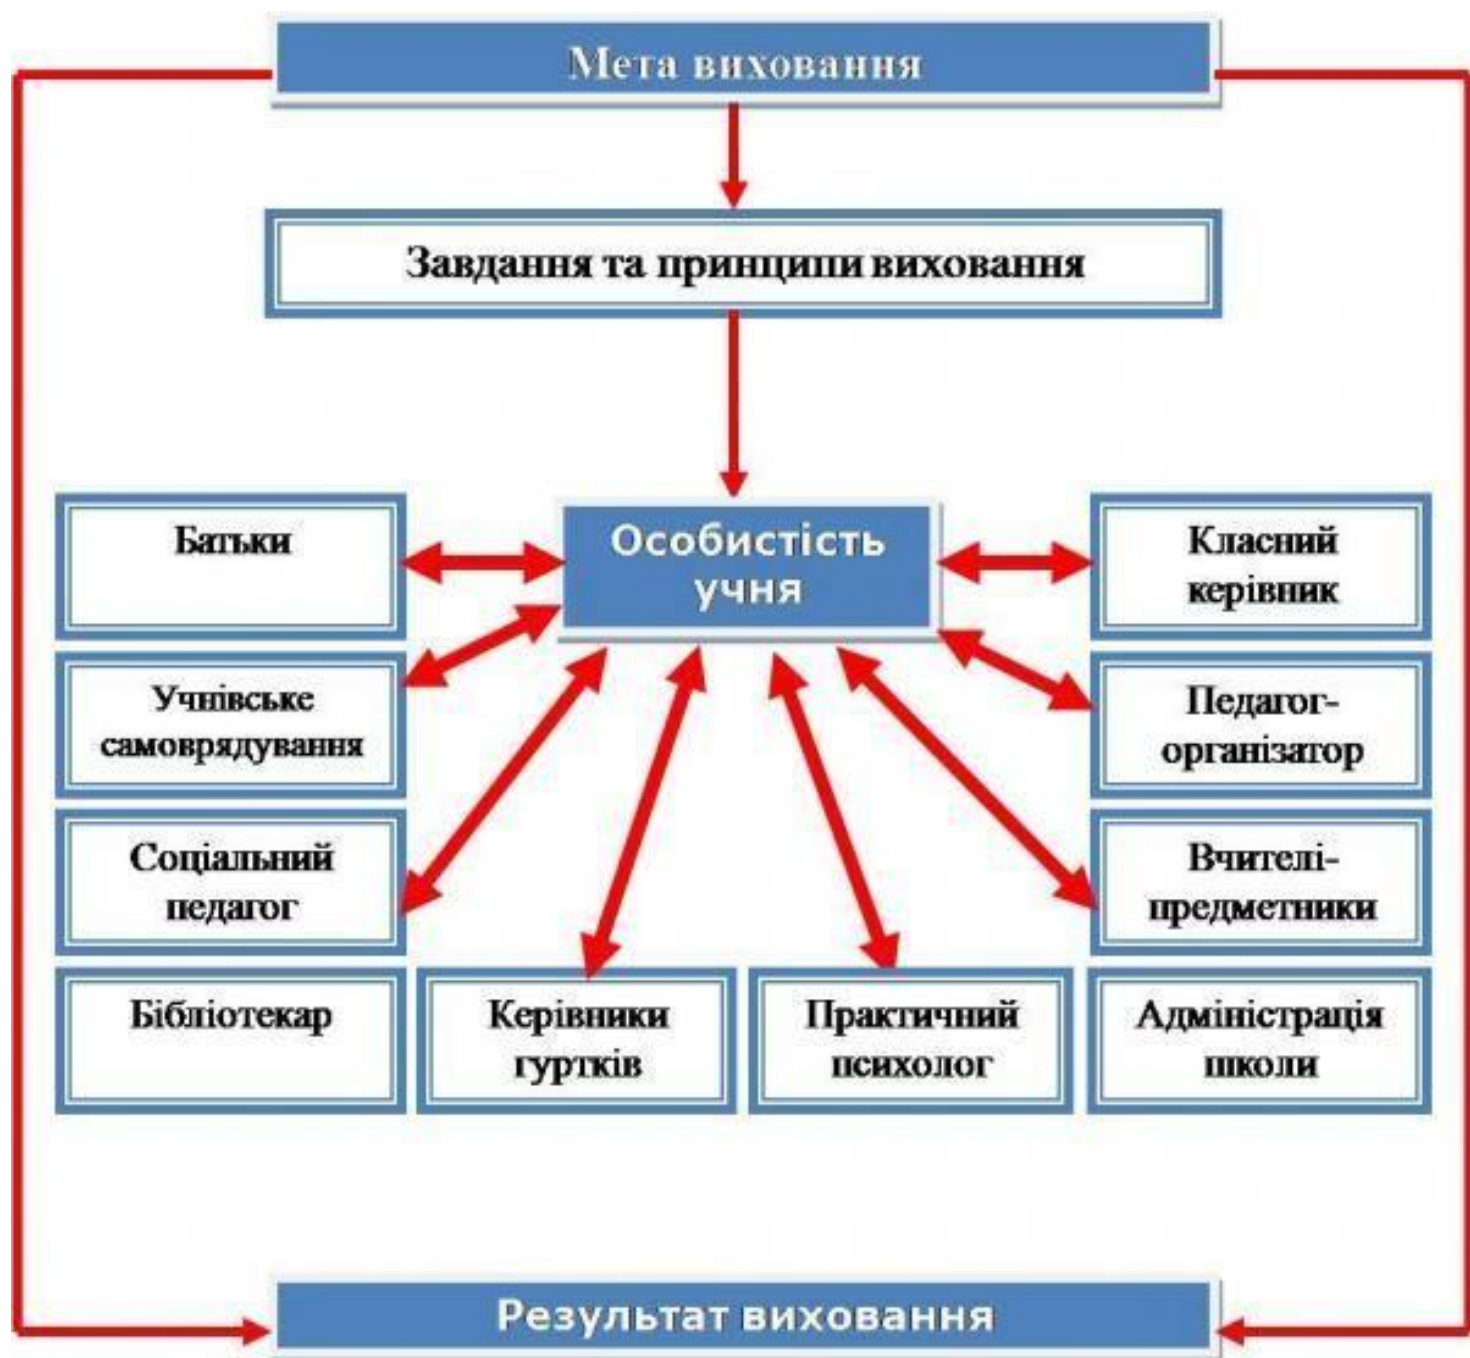 Мета виховання
Завдання та принципи виховання
Батьки
Особистість
учня
Класний
керівник
Учнівське
самоврядування
Педагог-
організатор
Соціальний
педагог
Вчителі-
предметники
Бібліотекар
Керівники
гуртків
Практичний
психолог
Адміністрація
школи
Результат виховання